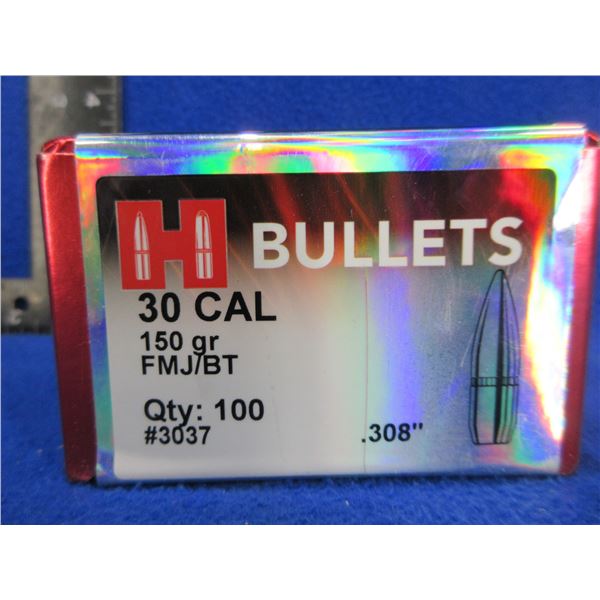 H BULLETS
30 CAL
150 gr
FMJ/BT
Qty: 100
#3037 .308"